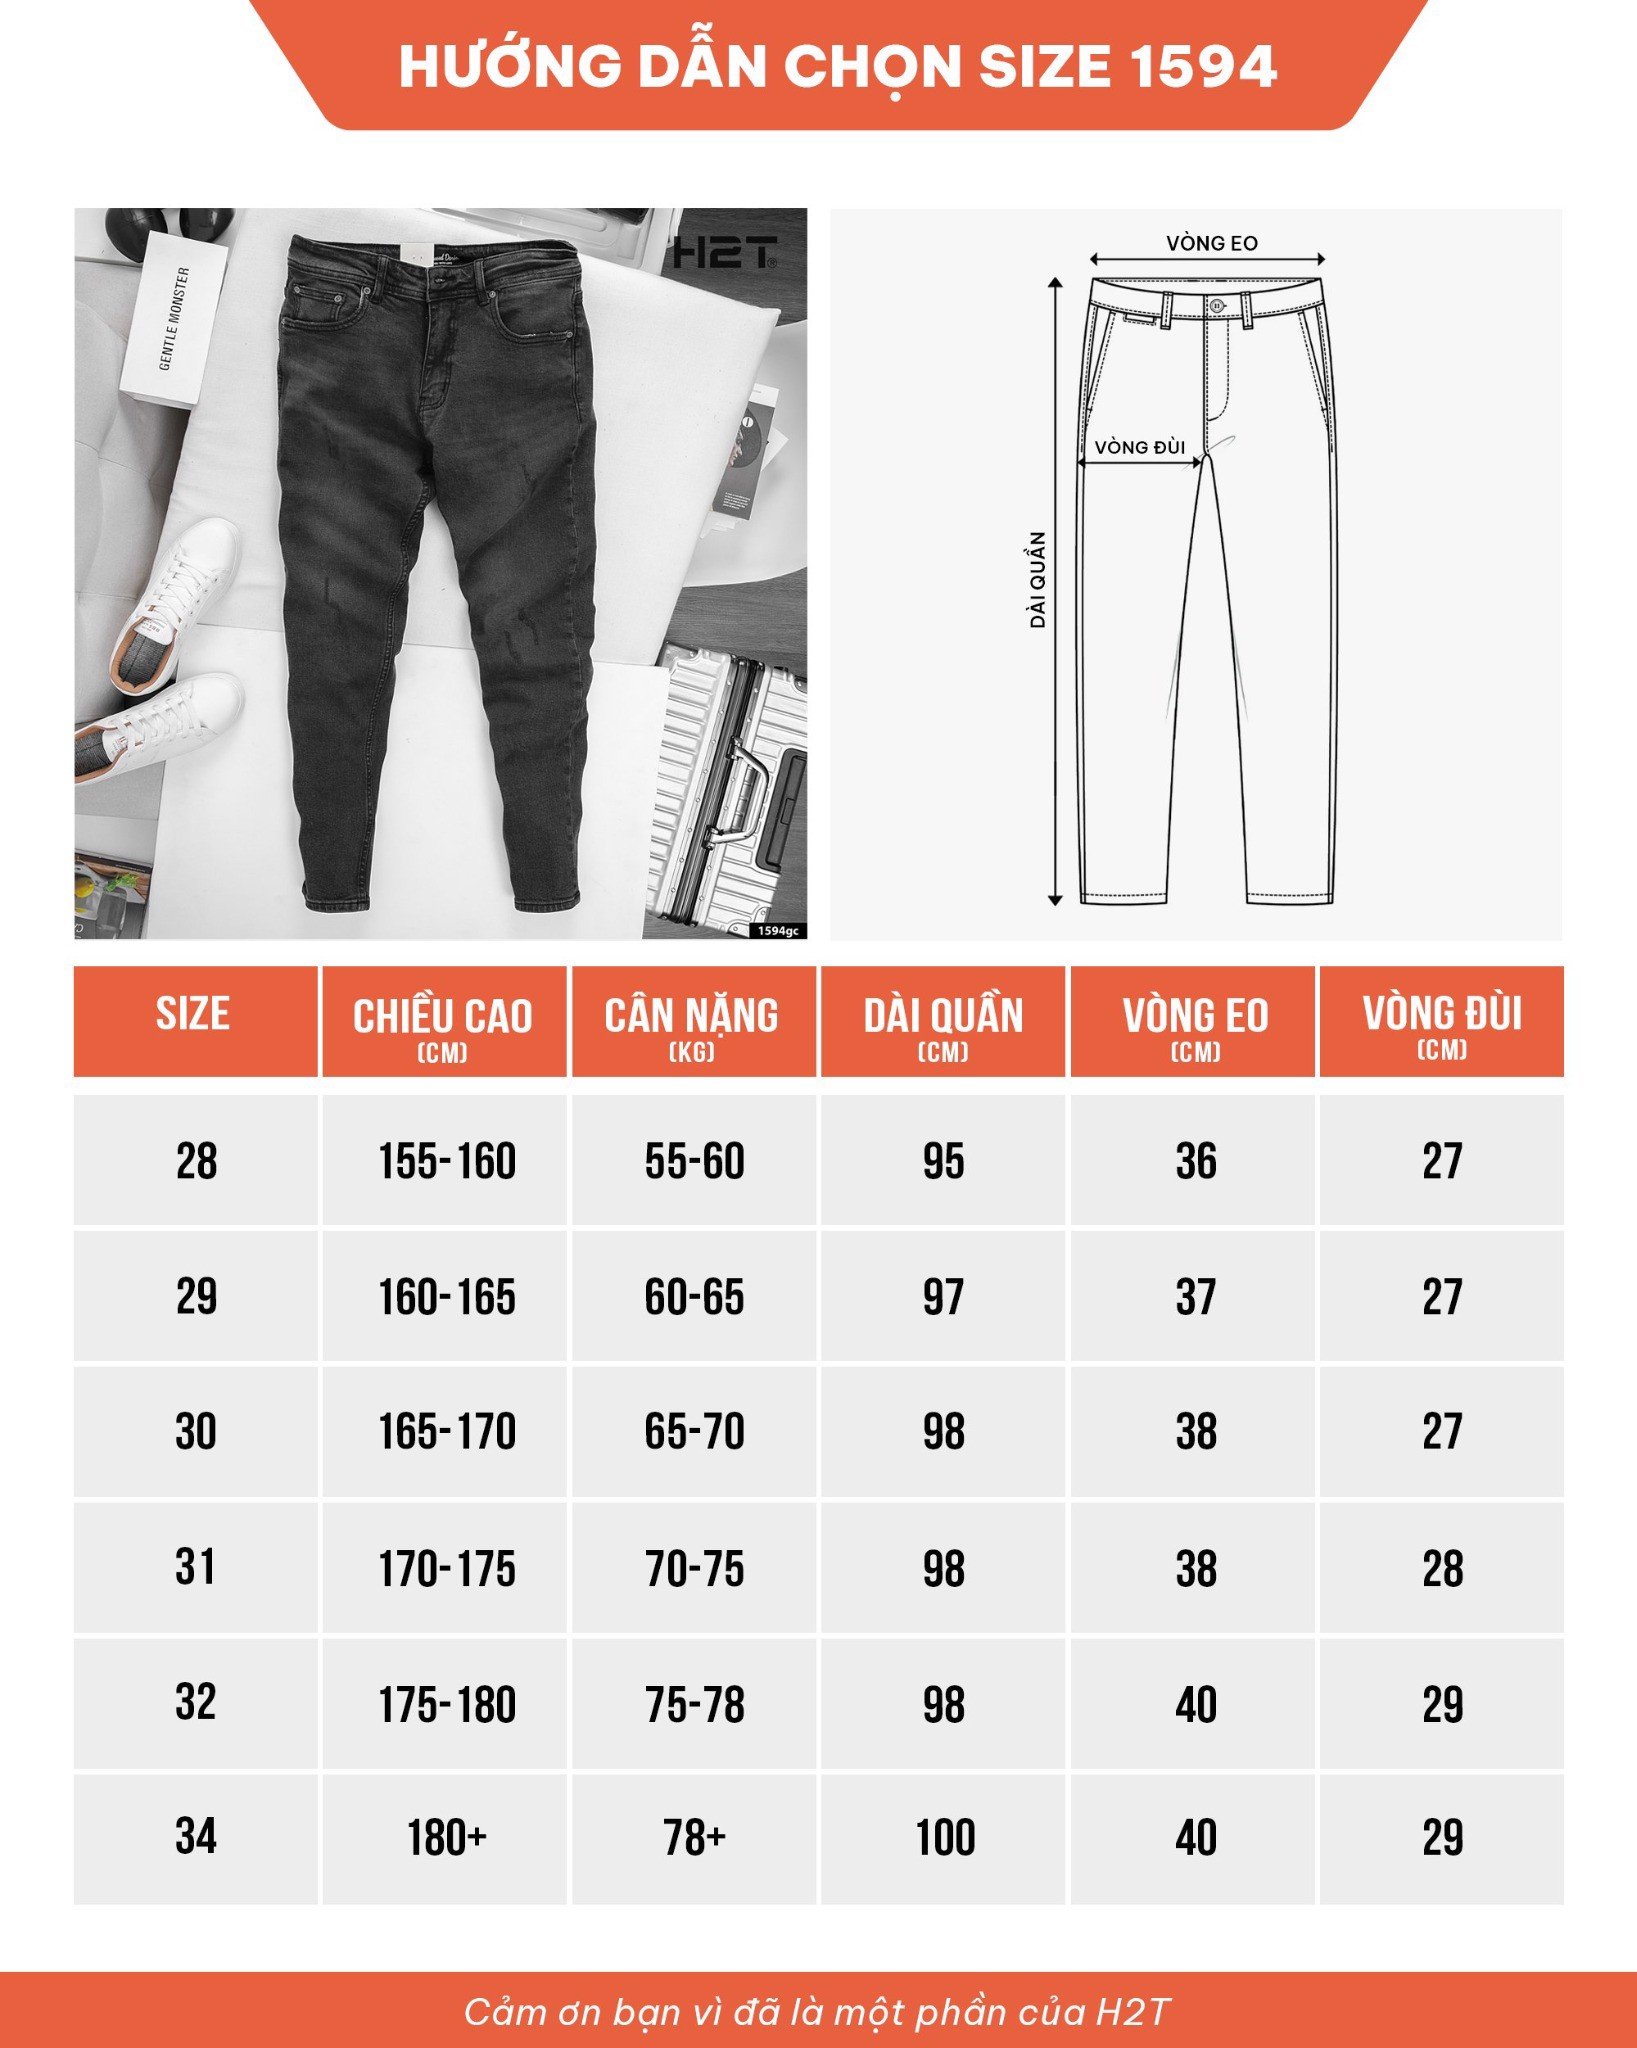 HƯỚNG DẪN CHỌN SIZE 1594
H2T®
GENTLE MONSTER
1594gc
VÒNG EO
VÒNG ĐÙI
DÀI QUẦN
SIZE CHIỀU CAO (CM) CÂN NẶNG (KG) DÀI QUẦN (CM) VÒNG EO (CM) VÒNG ĐÙI (CM)
28 155-160 55-60 95 36 27
29 160-165 60-65 97 37 27
30 165-170 65-70 98 38 27
31 170-175 70-75 98 38 28
32 175-180 75-78 98 40 29
34 180+ 78+ 100 40 29
Cảm ơn bạn vì đã là một phần của H2T